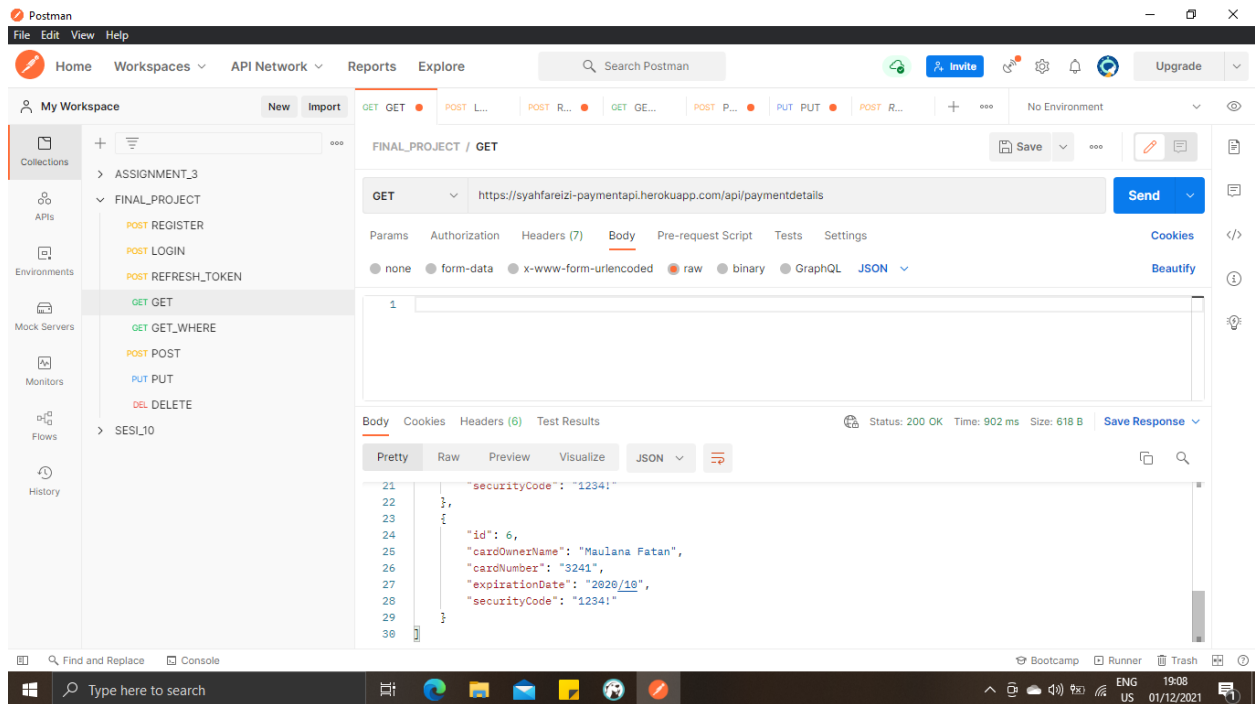 Postman
File Edit View Help
Home Workspaces API Network Reports Explore Search Postman Invite Upgrade
My Workspace New Import GET GET POST L... POST R... GET GE... POST P... PUT PUT POST R... No Environment
Collections
APIs
Environments
Mock Servers
Monitors
Flows
History
ASSIGNMENT_3
FINAL_PROJECT
POST REGISTER
POST LOGIN
POST REFRESH_TOKEN
GET GET
GET GET_WHERE
POST POST
PUT PUT
DEL DELETE
SESI_10
FINAL_PROJECT / GET Save
GET https://syahfareizi-paymentapi.herokuapp.com/api/paymentdetails Send
Params Authorization Headers (7) Body Pre-request Script Tests Settings Cookies
none form-data x-www-form-urlencoded raw binary GraphQL JSON Beautify
1
Body Cookies Headers (6) Test Results Status: 200 OK Time: 902 ms Size: 618 B Save Response
Pretty Raw Preview Visualize JSON
21 "securityCode": "1234!"
22 },
23 {
24 "id": 6,
25 "cardOwnerName": "Maulana Fatan",
26 "cardNumber": "3241",
27 "expirationDate": "2020/10",
28 "securityCode": "1234!"
29 }
30 ]
Find and Replace Console Bootcamp Runner Trash
Type here to search ENG 19:08
US 01/12/2021 1